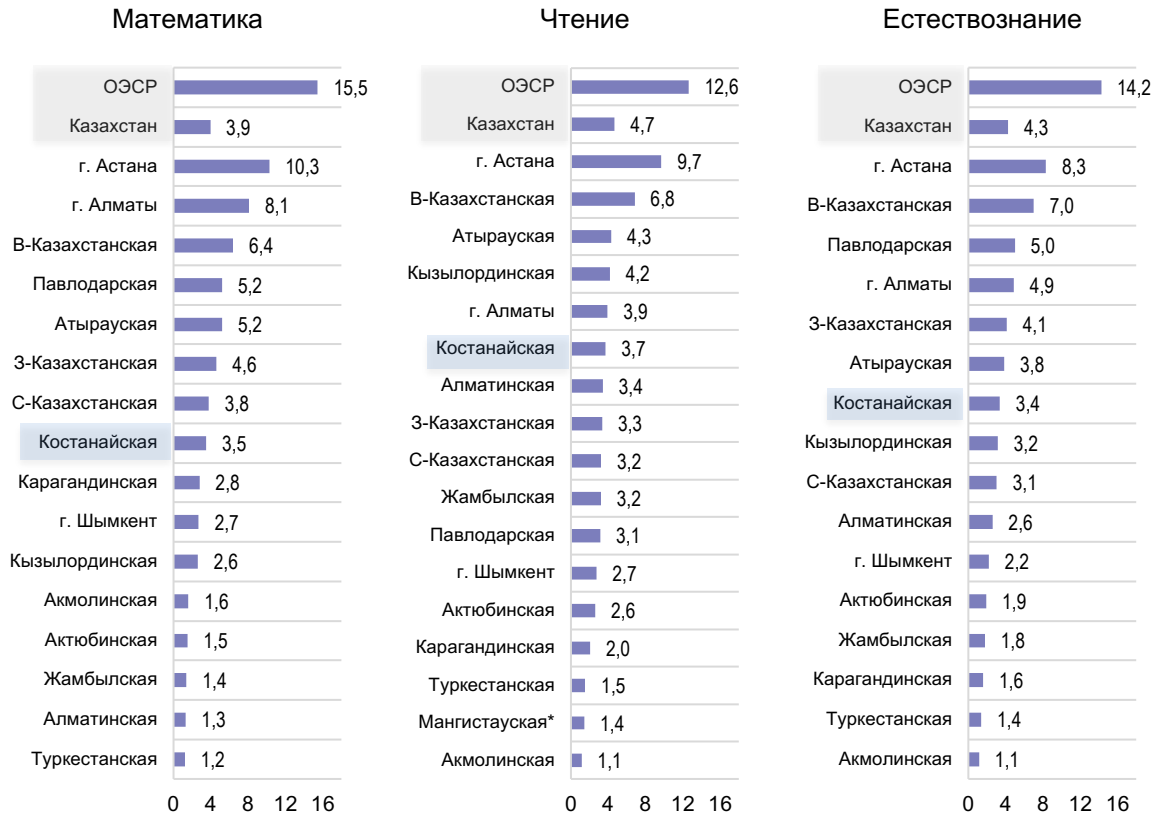 Математика
ОЭСР 15,5
Казахстан 3,9
г. Астана 10,3
г. Алматы 8,1
В-Казахстанская 6,4
Павлодарская 5,2
Атырауская 5,2
З-Казахстанская 4,6
С-Казахстанская 3,8
Костанайская 3,5
Карагандинская 2,8
г. Шымкент 2,7
Кызылординская 2,6
Акмолинская 1,6
Актюбинская 1,5
Жамбылская 1,4
Алматинская 1,3
Туркестанская 1,2
0 4 8 12 16
Чтение
ОЭСР 12,6
Казахстан 4,7
г. Астана 9,7
В-Казахстанская 6,8
Атырауская 4,3
Кызылординская 4,2
г. Алматы 3,9
Костанайская 3,7
Алматинская 3,4
З-Казахстанская 3,3
С-Казахстанская 3,2
Жамбылская 3,2
Павлодарская 3,1
г. Шымкент 2,7
Актюбинская 2,6
Карагандинская 2,0
Туркестанская 1,5
Мангистауская* 1,4
Акмолинская 1,1
0 4 8 12 16
Естествознание
ОЭСР 14,2
Казахстан 4,3
г. Астана 8,3
В-Казахстанская 7,0
Павлодарская 5,0
г. Алматы 4,9
З-Казахстанская 4,1
Атырауская 3,8
Костанайская 3,4
Кызылординская 3,2
С-Казахстанская 3,1
Алматинская 2,6
г. Шымкент 2,2
Актюбинская 1,9
Жамбылская 1,8
Карагандинская 1,6
Туркестанская 1,4
Акмолинская 1,1
0 4 8 12 16